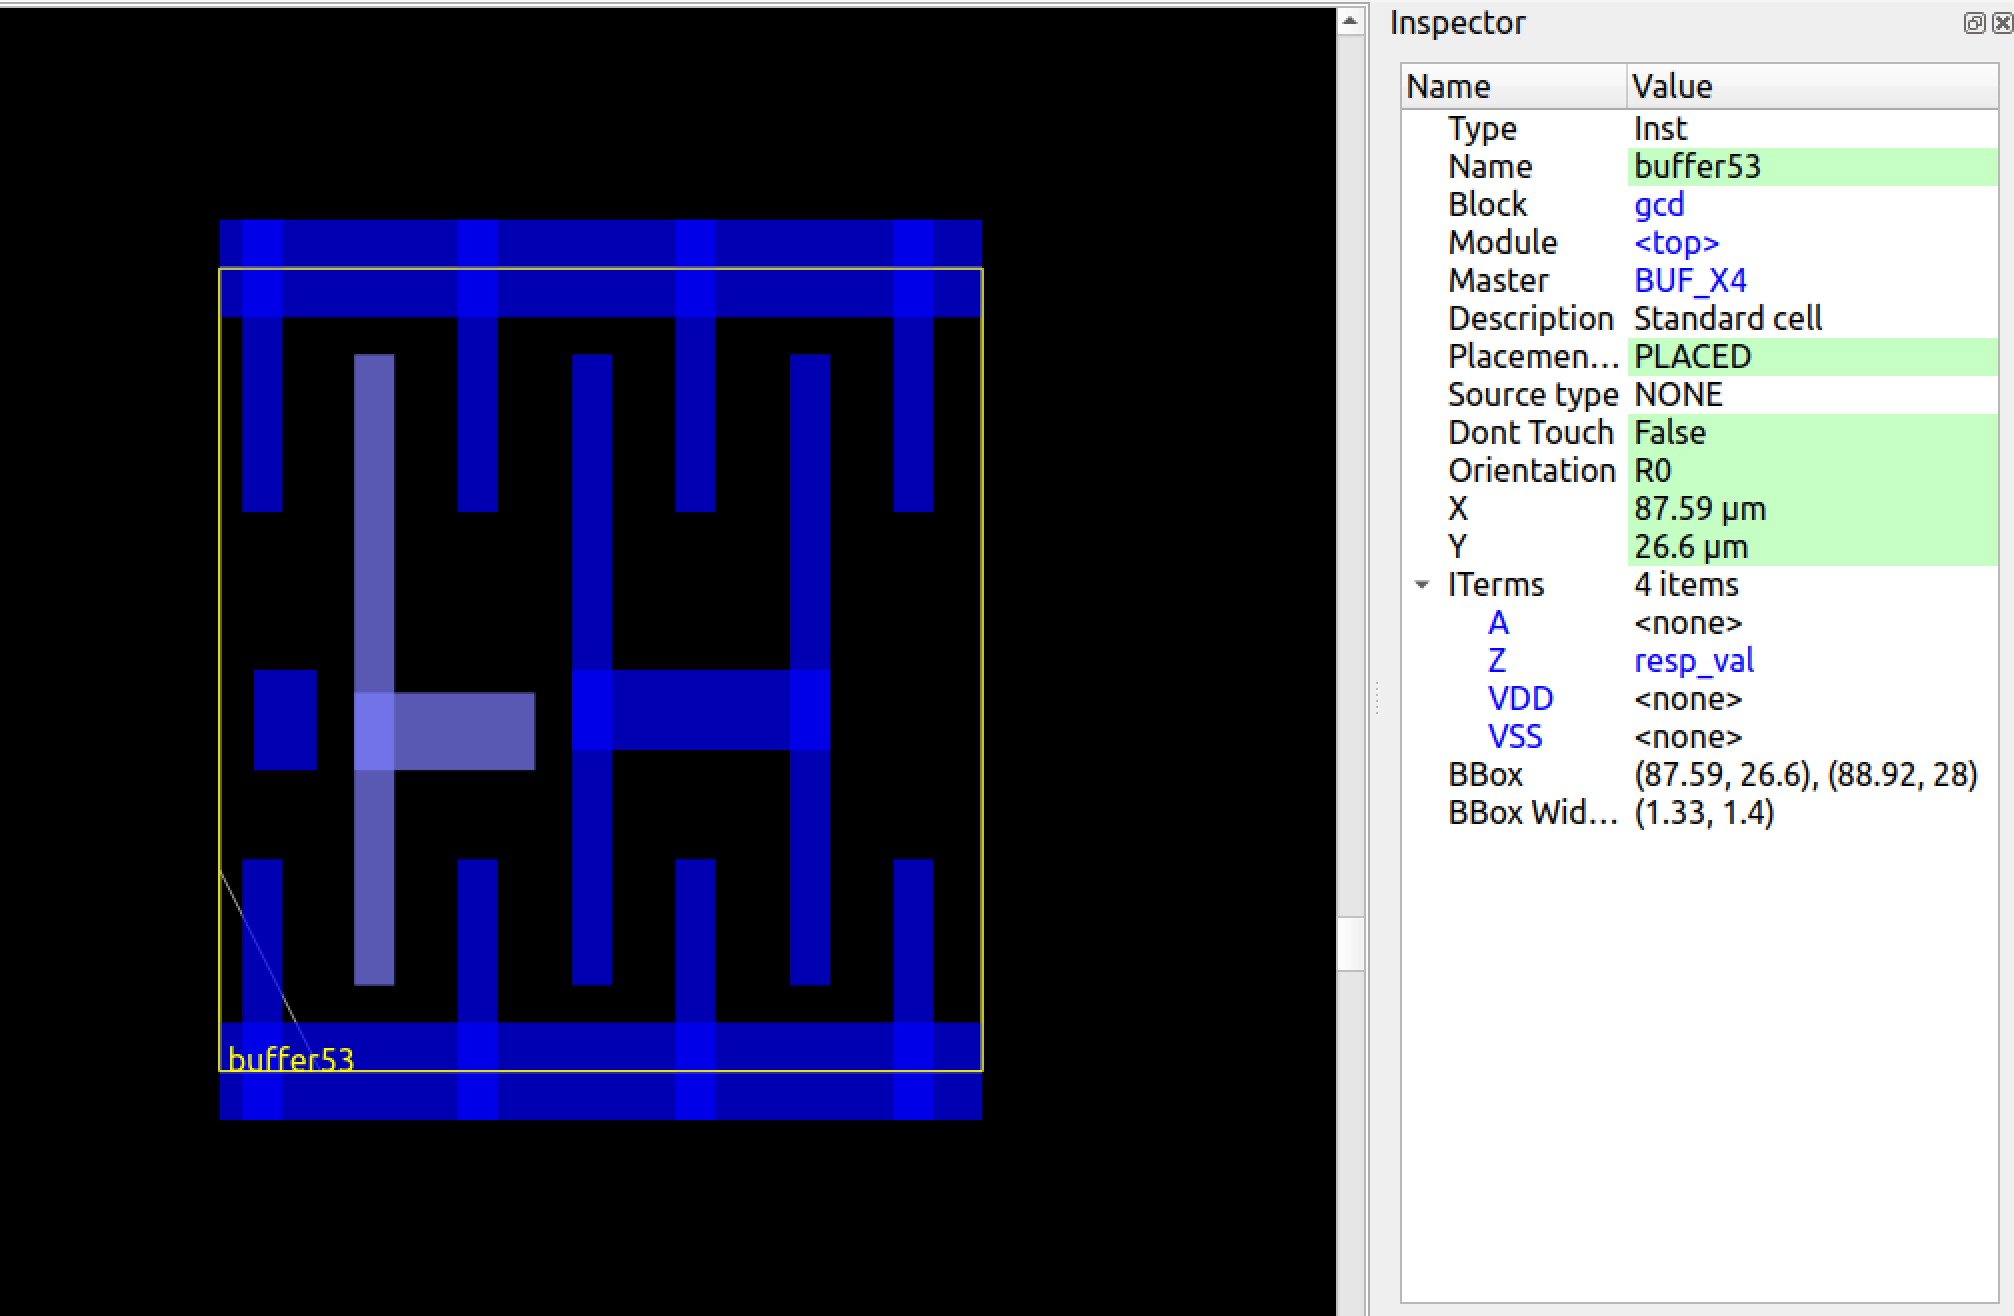 buffer53
Inspector
Name Value
Type Inst
Name buffer53
Block gcd
Module <top>
Master BUF_X4
Description Standard cell
Placemen… PLACED
Source type NONE
Dont Touch False
Orientation R0
X 87.59 μm
Y 26.6 μm
ITerms 4 items
A <none>
Z resp_val
VDD <none>
VSS <none>
BBox (87.59, 26.6), (88.92, 28)
BBox Wid… (1.33, 1.4)